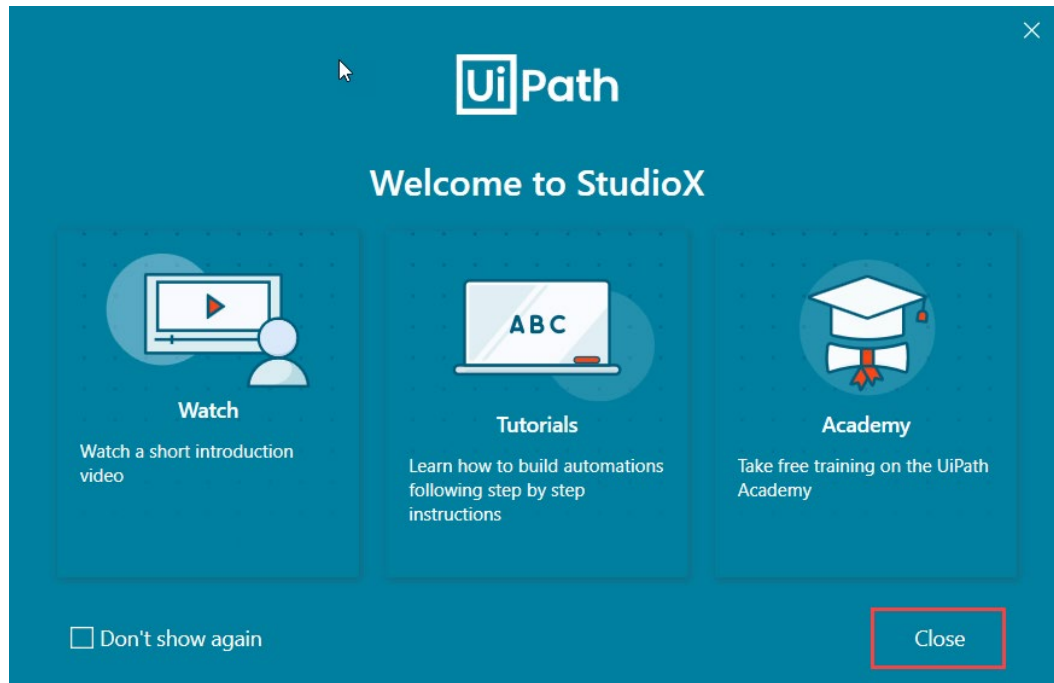 UiPath
Welcome to StudioX
Watch
Watch a short introduction
video
ABC
Tutorials
Learn how to build automations
following step by step
instructions
Academy
Take free training on the UiPath
Academy
Don't show again
Close